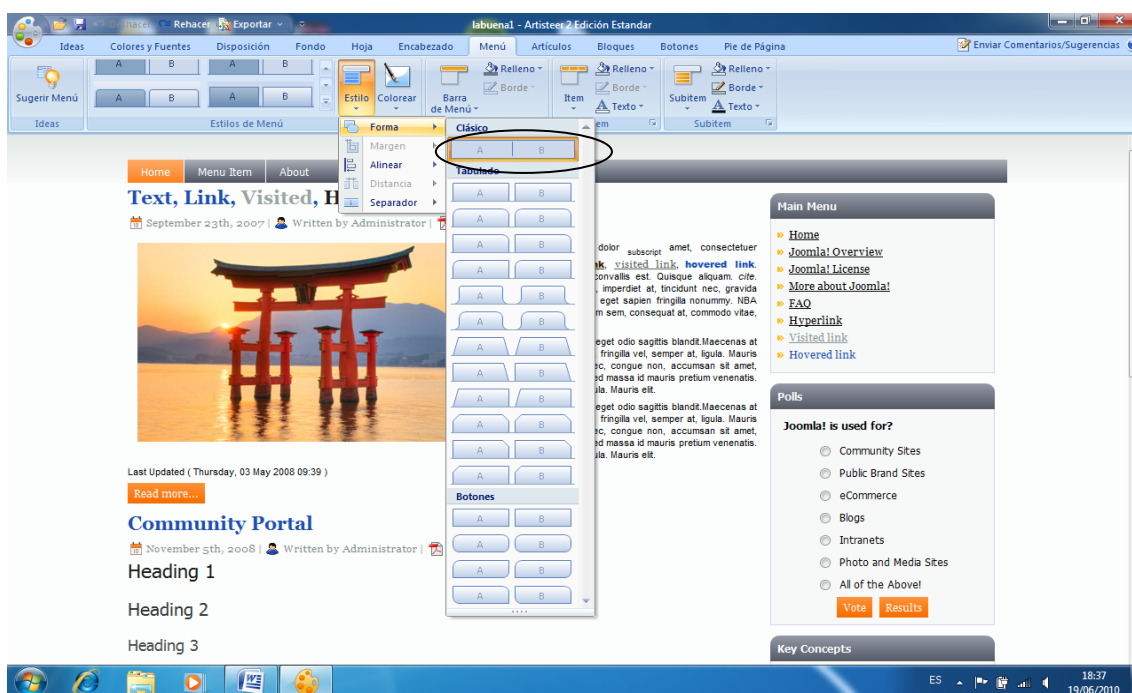 Deshacer Rehacer Exportar labuena1 - Artisteer 2 Edición Estandar
Ideas Colores y Fuentes Disposición Fondo Hoja Encabezado Menú Artículos Bloques Botones Pie de Página Enviar Comentarios/Sugerencias
Sugerir Menú
A B A B
A B A B
Estilo Colorear Barra de Menú Relleno Borde
Item Relleno Borde Texto
Subitem Relleno Borde Texto
Ideas Estilos de Menú Subitem
Forma
Margen
Alinear
Distancia
Separador
Clásico
A B
Tabulado
A B
A B
A B
A B
A B
A B
A B
A B
A B
A B
A B
A B
Botones
A B
A B
A B
A B
Home Menu Item About
Text, Link, Visited, H
September 23th, 2007 | Written by Administrator |
dolor subscript amet, consectetuer
visited link, hovered link.
convallis est. Quisque aliquam. cite.
imperdiet at, tincidunt nec, gravida
eget sapien fringilla nonummy. NBA
m sem, consequat at, commodo vitae,
eget odio sagittis blandit.Maecenas at
fringilla vel, semper at, ligula. Mauris
ec, congue non, accumsan sit amet,
ed massa id mauris pretium venenatis.
ula. Mauris elit.
eget odio sagittis blandit.Maecenas at
fringilla vel, semper at, ligula. Mauris
ec, congue non, accumsan sit amet,
ed massa id mauris pretium venenatis.
ula. Mauris elit.
Last Updated ( Thursday, 03 May 2008 09:39 )
Read more...
Community Portal
November 5th, 2008 | Written by Administrator |
Heading 1
Heading 2
Heading 3
Main Menu
Home
Joomla! Overview
Joomla! License
More about Joomla!
FAQ
Hyperlink
Visited link
Hovered link
Polls
Joomla! is used for?
Community Sites
Public Brand Sites
eCommerce
Blogs
Intranets
Photo and Media Sites
All of the Above!
Vote Results
Key Concepts
ES 18:37
19/06/2010